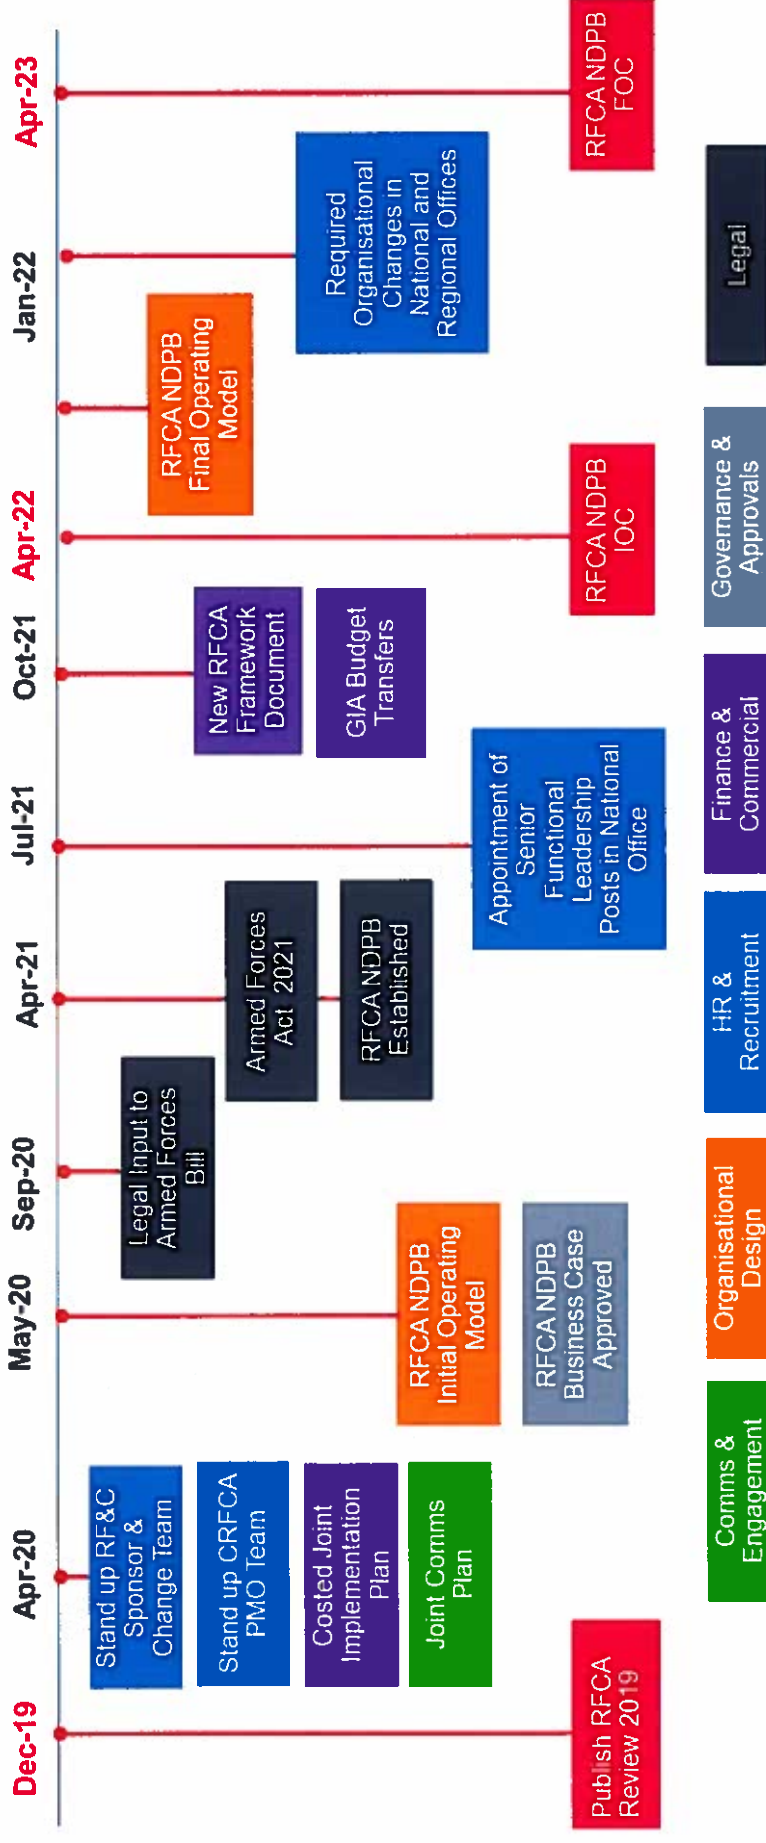 Dec-19
Apr-20
May-20
Sep-20
Apr-21
Jul-21
Oct-21
Apr-22
Jan-22
Apr-23
Publish RFCA
Review 2019
Stand up RF&C
Sponsor &
Change Team
Stand up CRFCA
PMO Team
Costed Joint
Implementation
Plan
Joint Comms
Plan
RFCA NDPB
Initial Operating
Model
RFCA NDPB
Business Case
Approved
Legal Input to
Armed Forces
Bill
Armed Forces
Act 2021
RFCA NDPB
Established
Appointment of
Senior
Functional
Leadership
Posts in National
Office
New RFCA
Framework
Document
GIA Budget
Transfers
RFCA NDPB
IOC
RFCA NDPB
Final Operating
Model
Required
Organisational
Changes in
National and
Regional Offices
RFCA NDPB
FOC
Comms &
Engagement
Organisational
Design
HR &
Recruitment
Finance &
Commercial
Governance &
Approvals
Legal